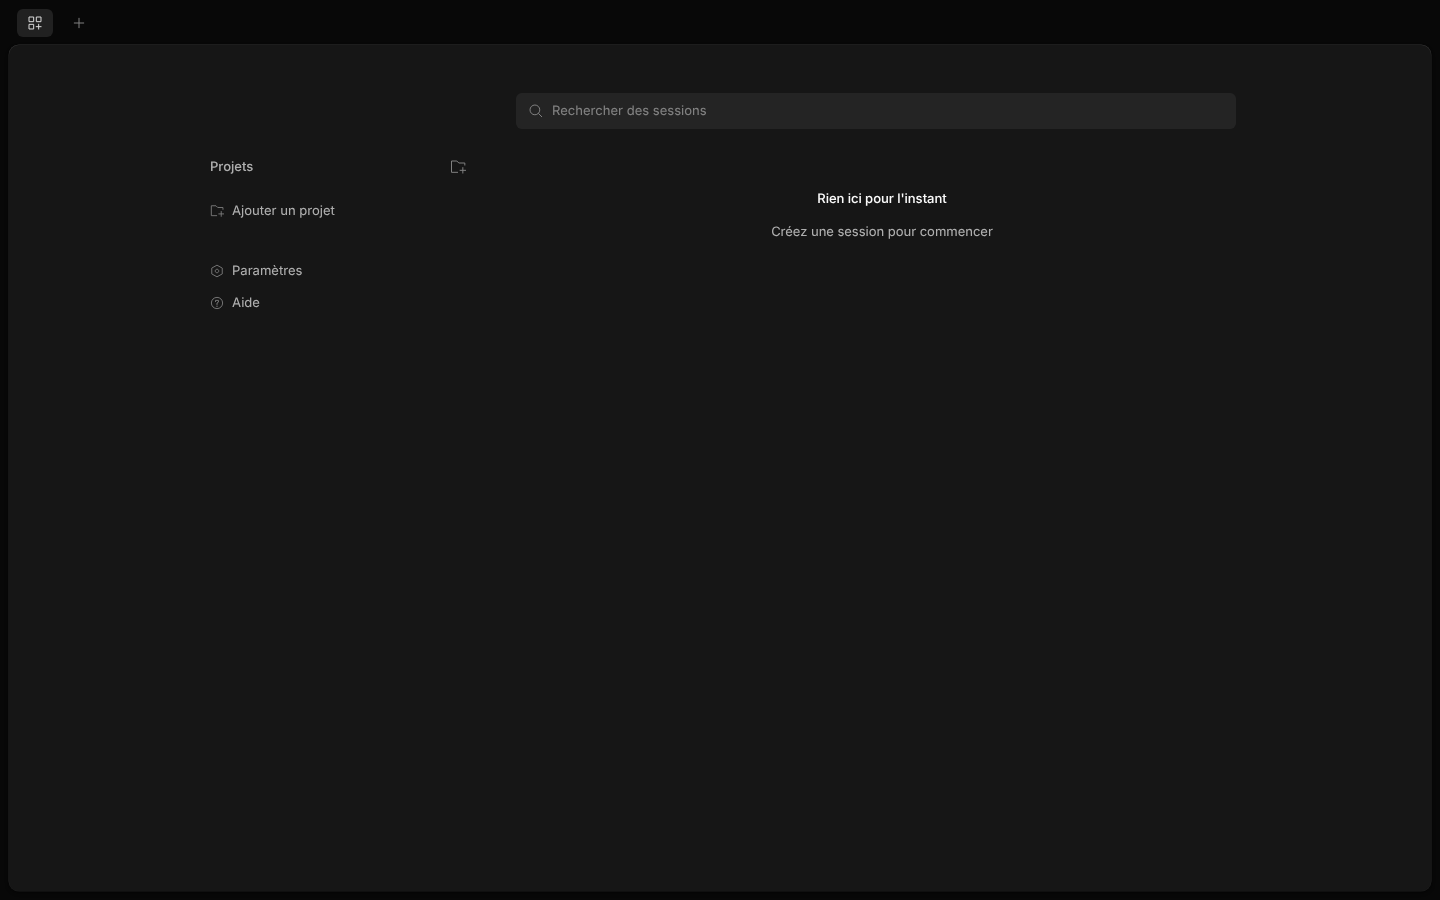 Rechercher des sessions
Projets
Ajouter un projet
Paramètres
Aide
Rien ici pour l'instant
Créez une session pour commencer